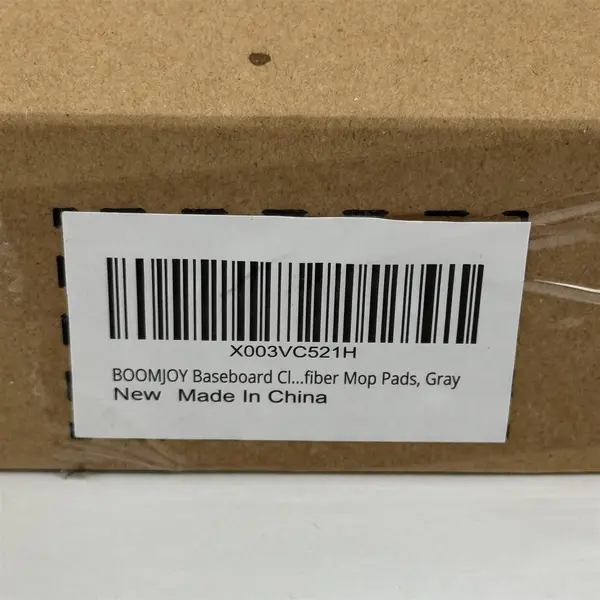 X003VC521H
BOOMJOY Baseboard Cl...fiber Mop Pads, Gray
New Made In China